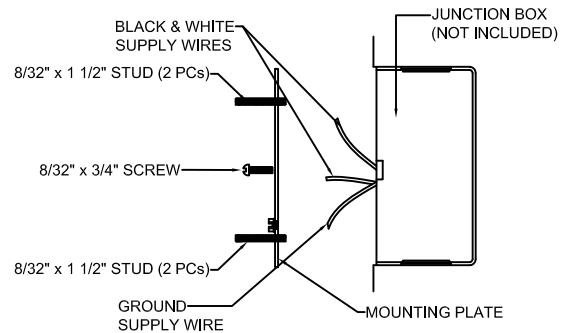 BLACK & WHITE
SUPPLY WIRES
JUNCTION BOX
(NOT INCLUDED)
8/32" x 1 1/2" STUD (2 PCs)
8/32" x 3/4" SCREW
8/32" x 1 1/2" STUD (2 PCs)
GROUND
SUPPLY WIRE
MOUNTING PLATE